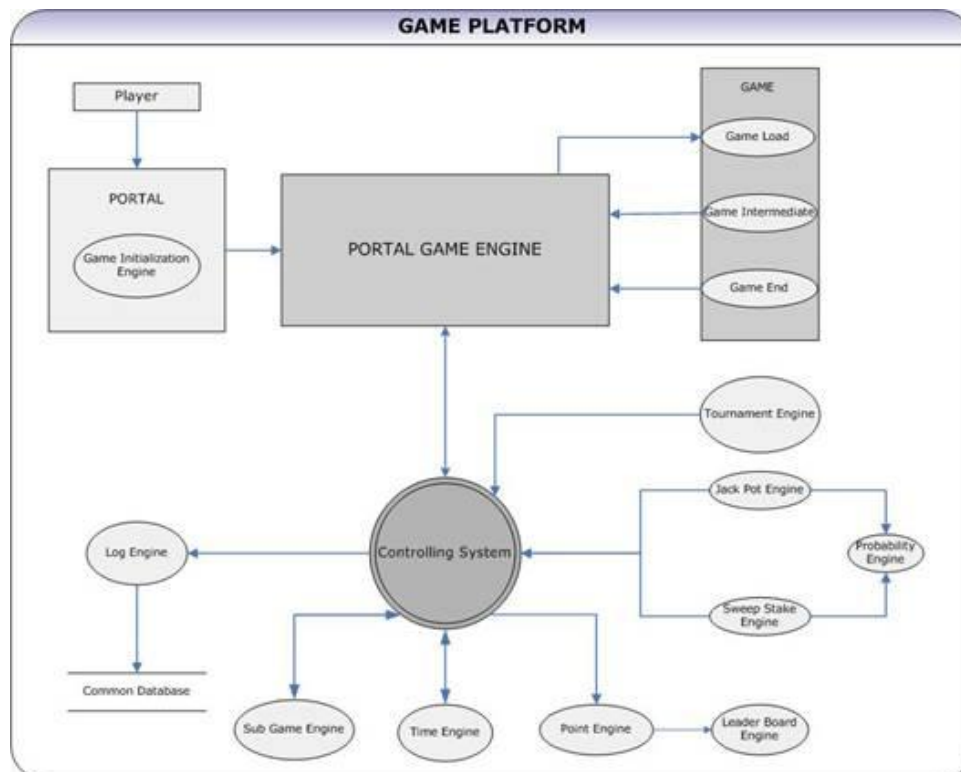 GAME PLATFORM
Player
GAME
Game Load
PORTAL
Game Intermediate
PORTAL GAME ENGINE
Game Initialization
Engine
Game End
Tournament Engine
Jack Pot Engine
Log Engine
Controlling System
Probability
Engine
Sweep Stake
Engine
Common Database
Sub Game Engine
Time Engine
Point Engine
Leader Board
Engine